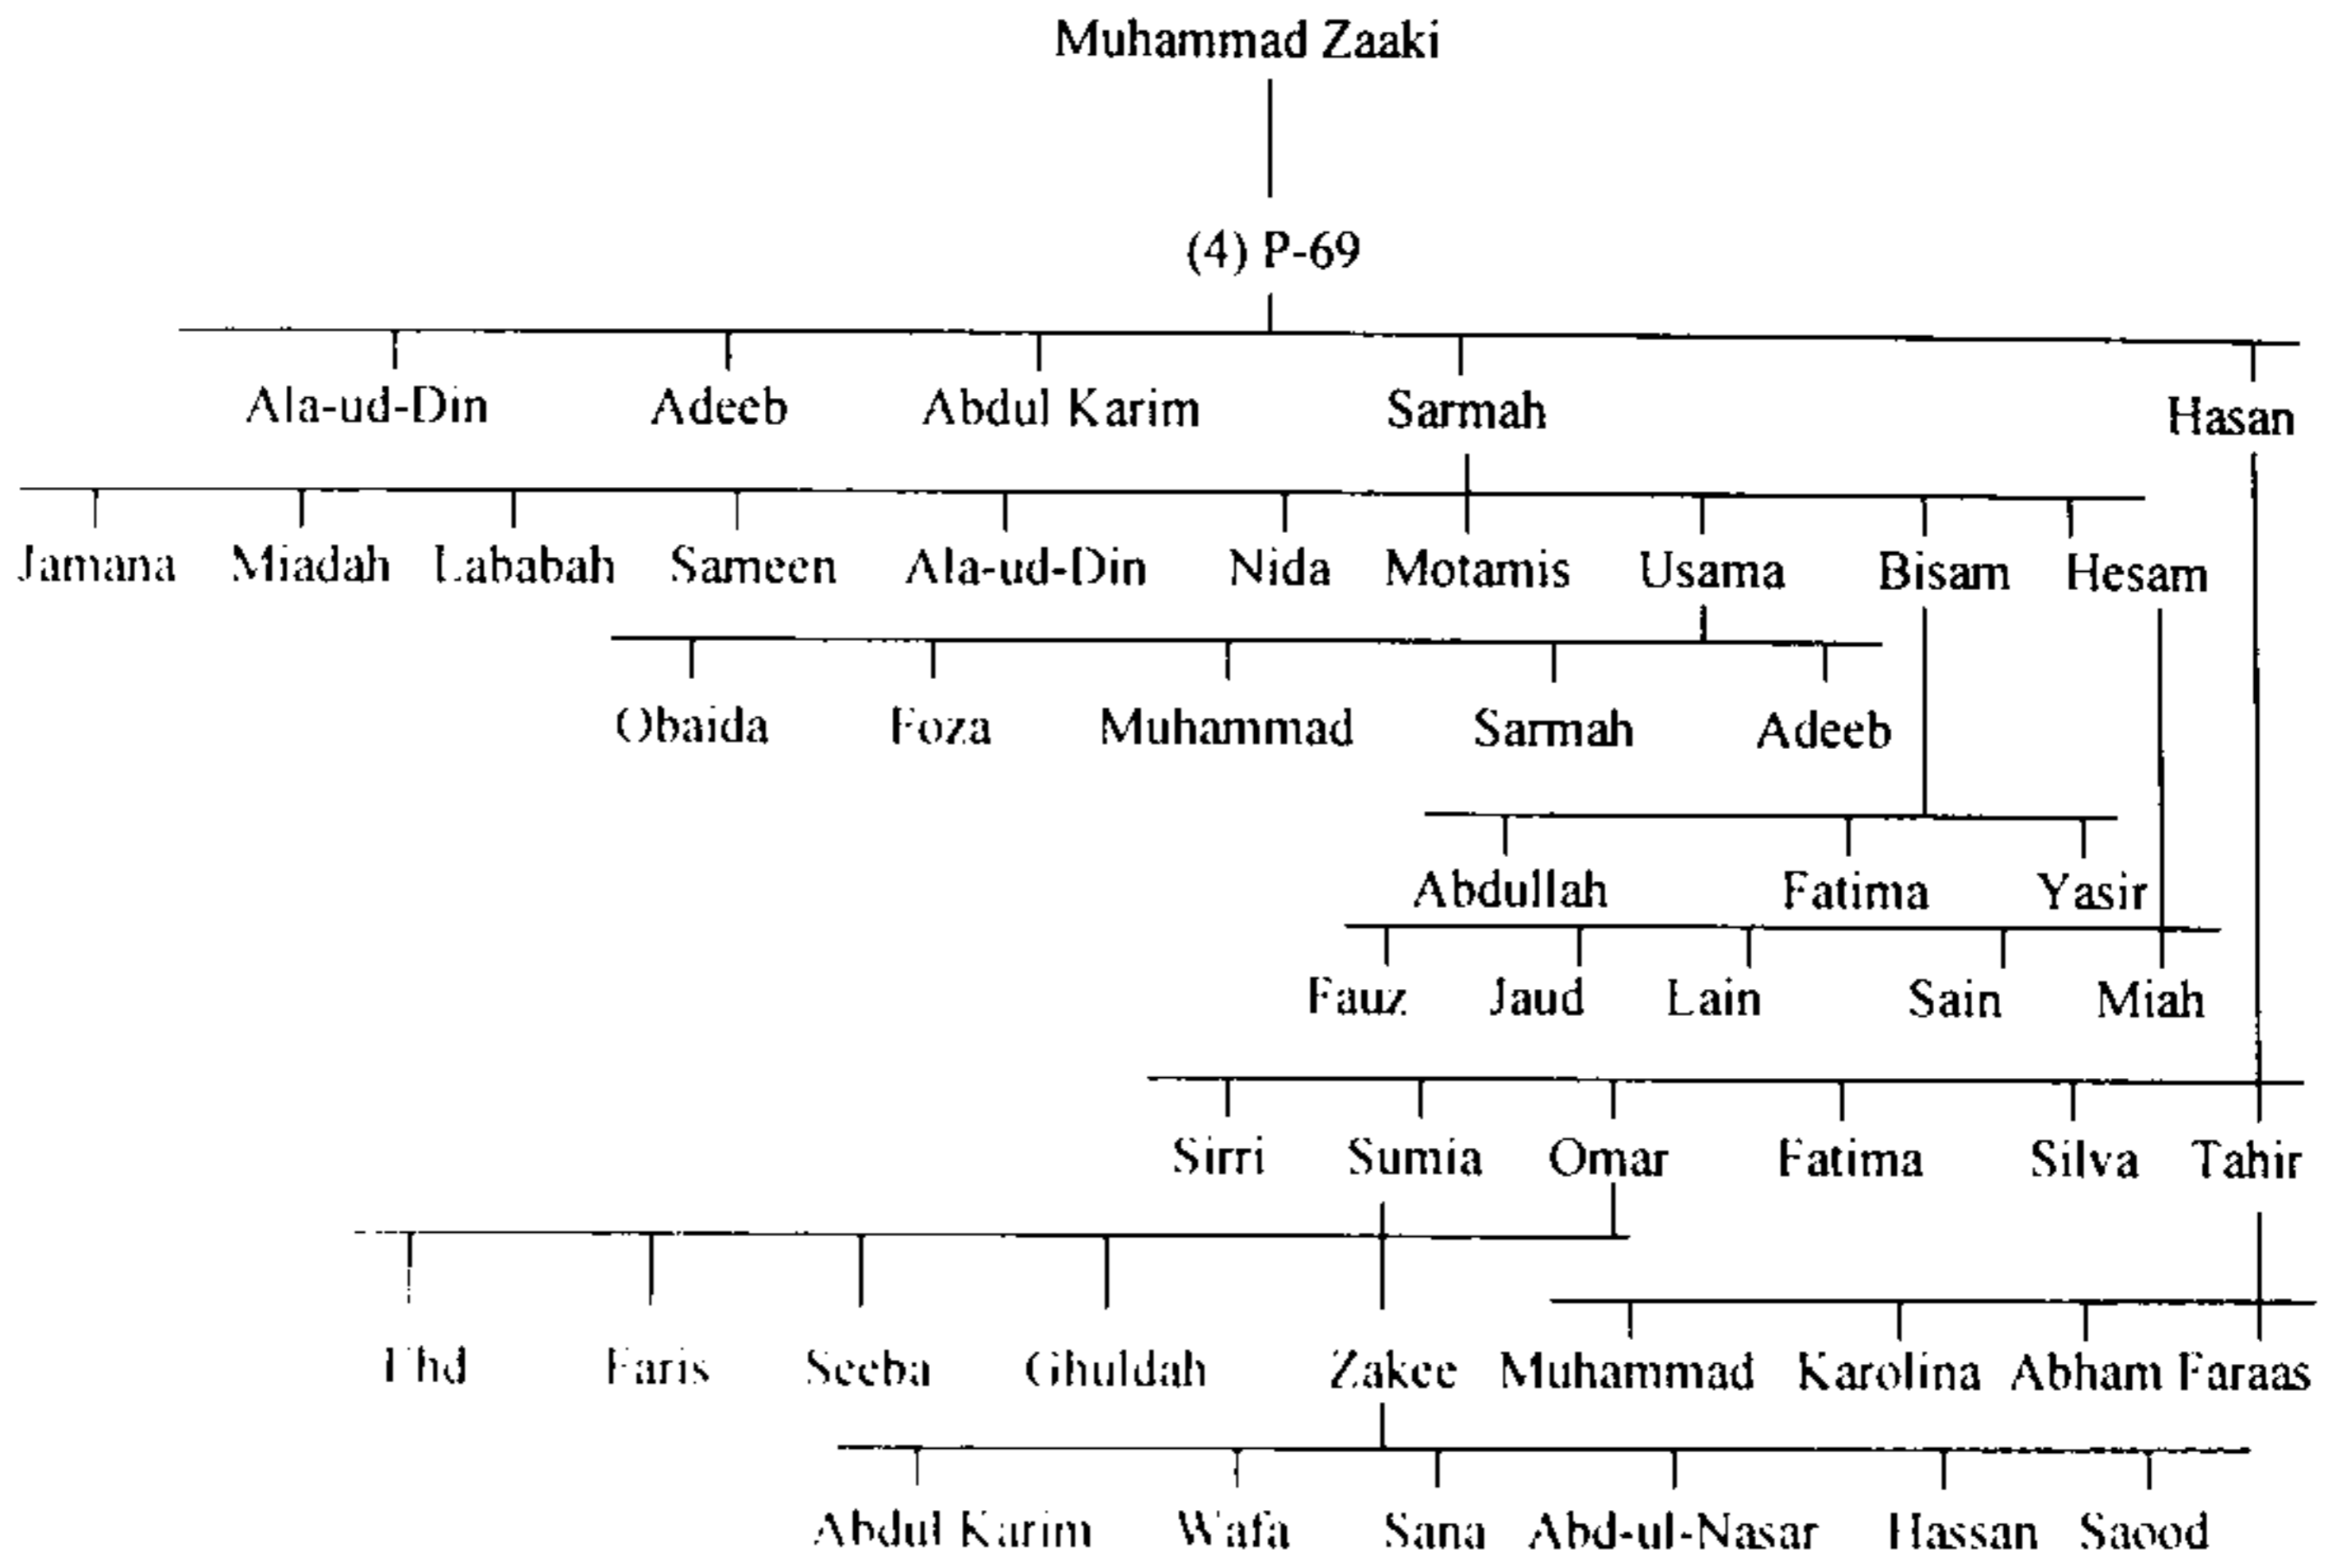 Muhammad Zaaki
(4) P-69
Ala-ud-Din Adeeb Abdul Karim Sarmah Hasan
Jamana Miadah Lababah Sameen Ala-ud-Din Nida Motamis Usama Bisam Hesam
Obaida Foza Muhammad Sarmah Adeeb
Abdullah Fatima Yasir
Fauz Jaud Lain Sain Miah
Sirri Sumia Omar Fatima Silva Tahir
Faris Seeba Ghuldah Zakee Muhammad Karolina Abham Faraas
Abdul Karim Wafa Sana Abd-ul-Nasar Hassan Saood